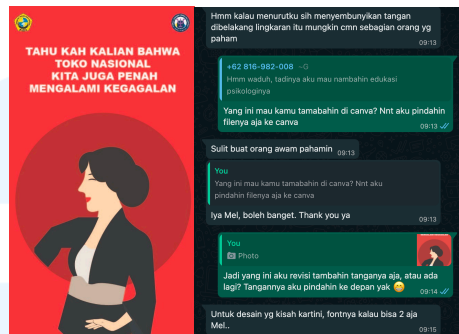 TAHU KAH KALIAN BAHWA
TOKO NASIONAL
KITA JUGA PENAH
MENGALAMI KEGAGALAN
Hmm kalau menurutku sih menyembunyikan tangan
dibelakang lingkaran itu mungkin cmn sebagian orang yg
paham
09:13
+62 816-982-008 ~G
Hmm waduh, tadinya aku mau nambahin edukasi
psikologinya
Yang ini mau kamu tamabahin di canva? Nnt aku pindahin
filenya aja ke canva
09:13
Sulit buat orang awam pahamin 09:13
You
Yang ini mau kamu tamabahin di canva? Nnt aku
pindahin filenya aja ke canva
Iya Mel, boleh banget. Thank you ya
09:13
You
Photo
Jadi yang ini aku revisi tambahin tanganya aja, atau ada
lagi? Tangannya aku pindahin ke depan yak 😁 09:14
Untuk desain yg kisah kartini, fontnya kalau bisa 2 aja
Mel..
09:15